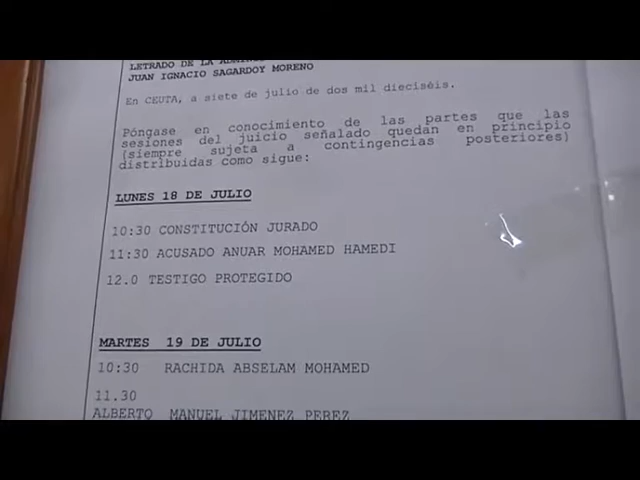 LETRADO DE LA
JUAN IGNACIO SAGARDOY MORENO
En CEUTA, a siete de julio de dos mil dieciséis.
Póngase en conocimiento de las partes que las
sesiones del juicio señalado quedan en principio
(siempre sujeta a contingencias posteriores)
distribuidas como sigue:
LUNES 18 DE JULIO
10:30 CONSTITUCIÓN JURADO
11:30 ACUSADO ANUAR MOHAMED HAMEDI
12.0 TESTIGO PROTEGIDO
MARTES 19 DE JULIO
10:30 RACHIDA ABSELAM MOHAMED
11.30
ALBERTO MANUEL JIMENEZ PEREZ